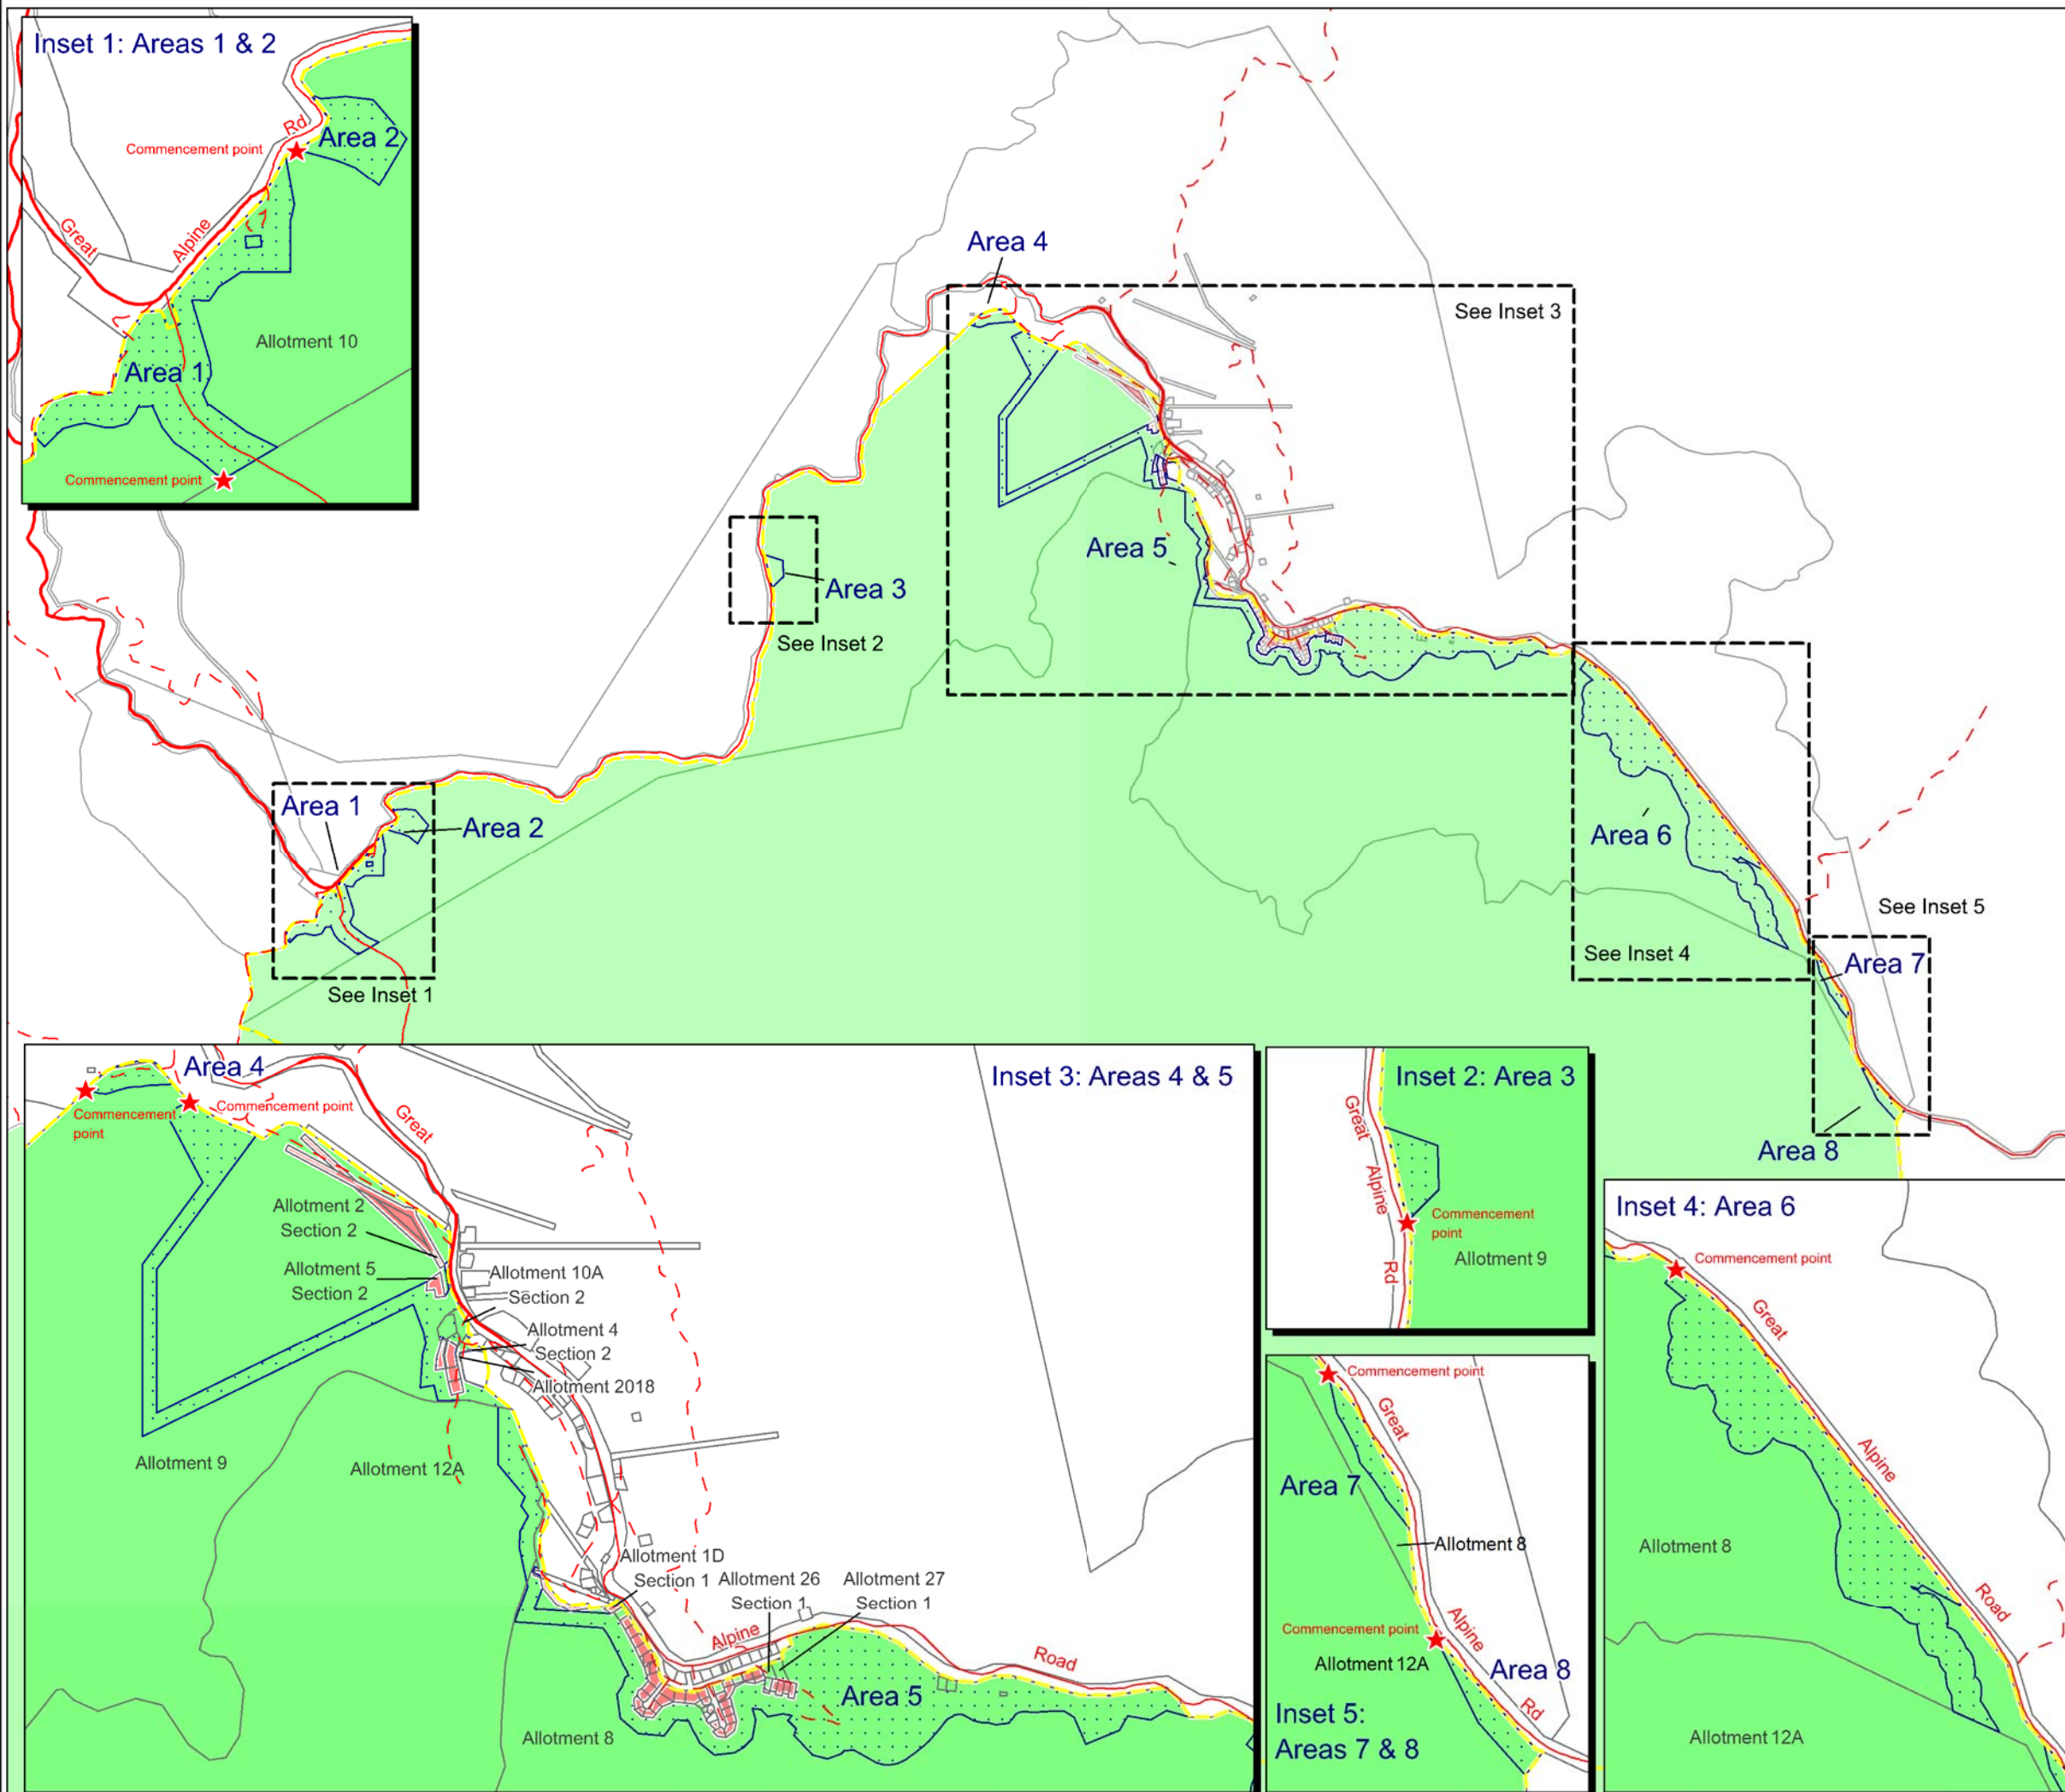 Inset 1: Areas 1 & 2
Commencement point
Rd
Area 2
Great
Alpine
Allotment 10
Area 1
Commencement point
Area 4
See Inset 3
Area 5
Area 3
See Inset 2
Area 1
Area 2
See Inset 1
Area 6
See Inset 4
See Inset 5
Area 7
Area 8
Inset 3: Areas 4 & 5
Area 4
Commencement
point
Commencement point
Great
Allotment 2
Section 2
Allotment 5
Section 2
Allotment 10A
Section 2
Allotment 4
Section 2
Allotment 2018
Allotment 9
Allotment 12A
Allotment 1D
Section 1
Allotment 26
Section 1
Allotment 27
Section 1
Alpine
Road
Area 5
Allotment 8
Inset 2: Area 3
Great
Alpine
Rd
Commencement
point
Allotment 9
Commencement point
Great
Area 7
Allotment 8
Commencement point
Alpine
Allotment 12A
Area 8
Rd
Inset 5:
Areas 7 & 8
Inset 4: Area 6
Commencement point
Great
Alpine
Road
Allotment 8
Allotment 12A